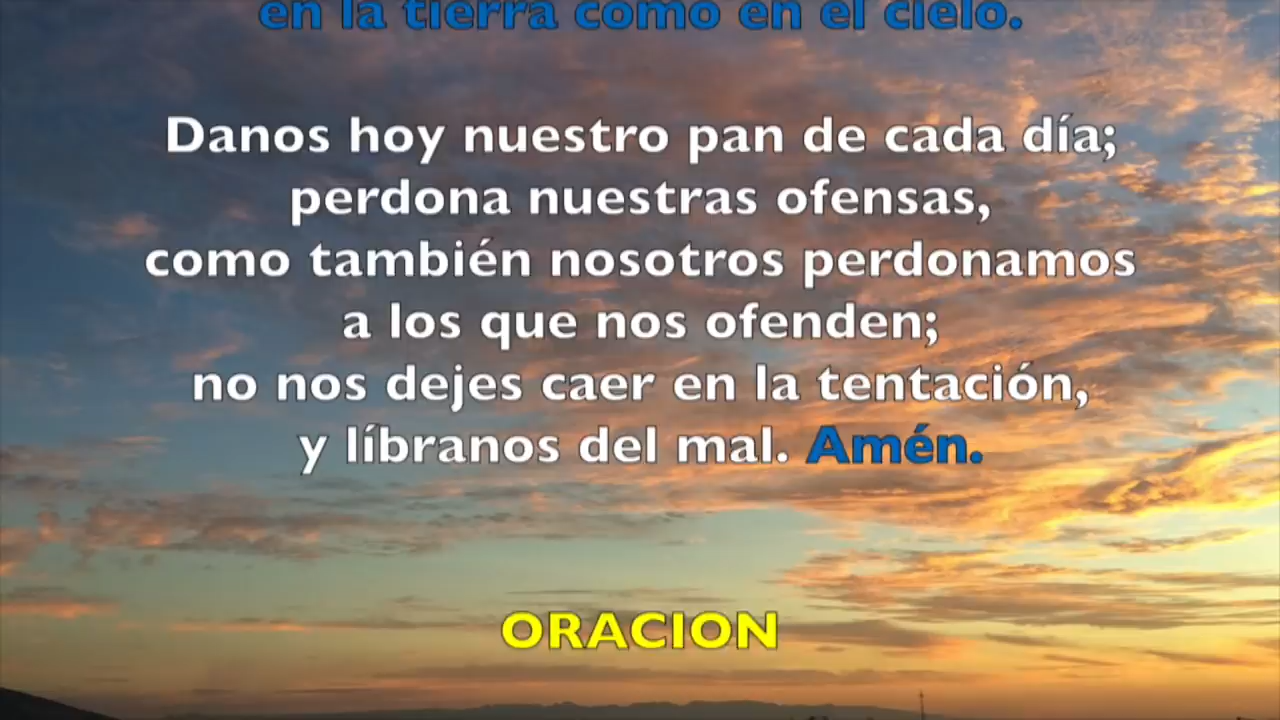 en la tierra como en el cielo.
Danos hoy nuestro pan de cada día;
perdona nuestras ofensas,
como también nosotros perdonamos
a los que nos ofenden;
no nos dejes caer en la tentación,
y líbranos del mal. Amén.
ORACION